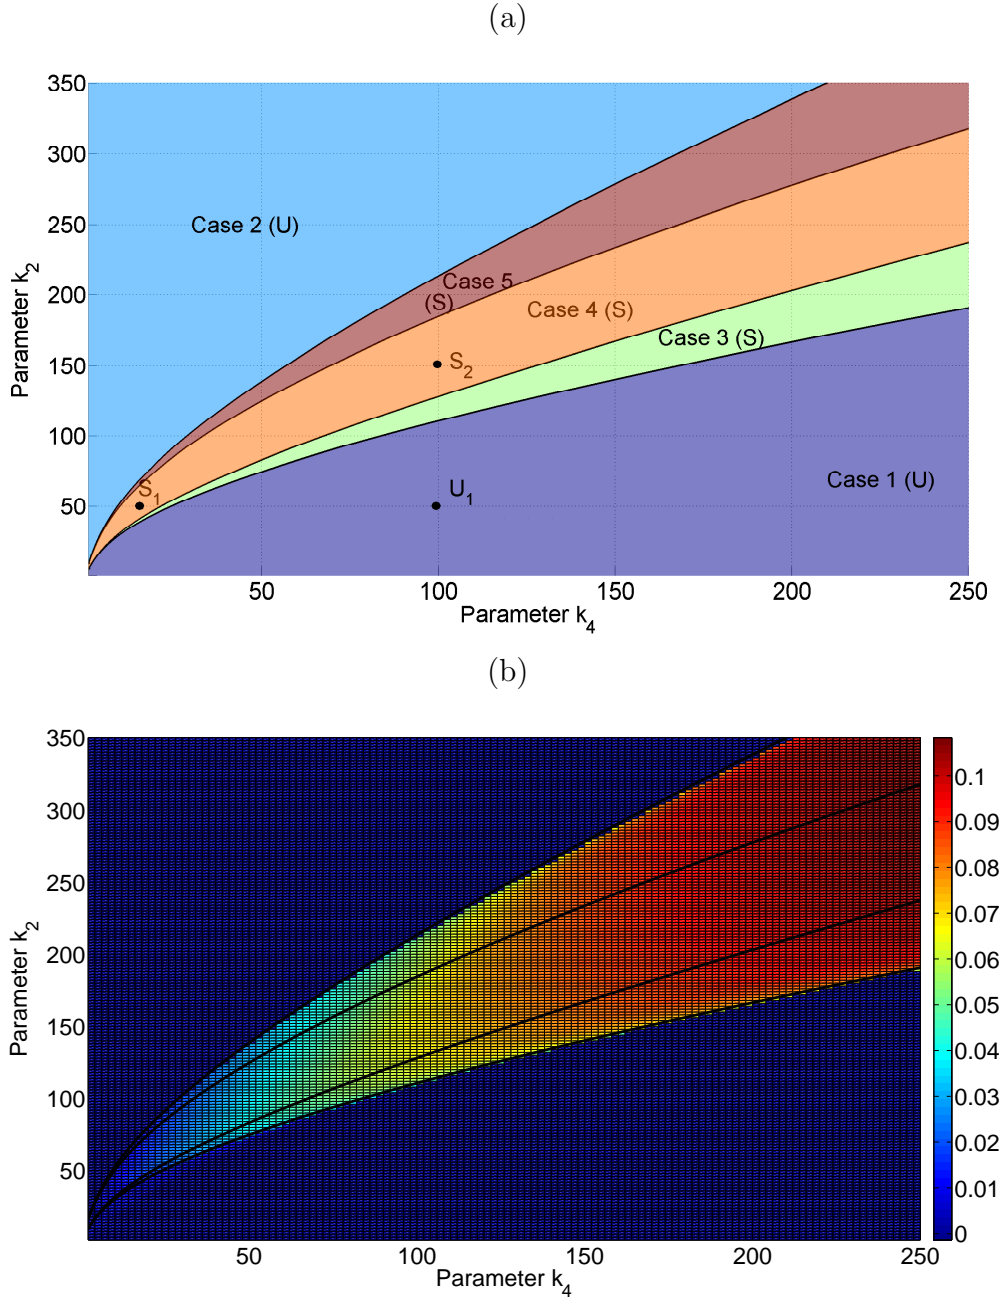 (a)
350
300
250
200
150
100
50
Parameter k2
Case 2 (U)
Case 5
(S)
Case 4 (S)
Case 3 (S)
S2
S1
U1
Case 1 (U)
50 100 150 200 250
Parameter k4
(b)
350
300
250
200
150
100
50
Parameter k2
50 100 150 200 250
Parameter k4
0.1
0.09
0.08
0.07
0.06
0.05
0.04
0.03
0.02
0.01
0